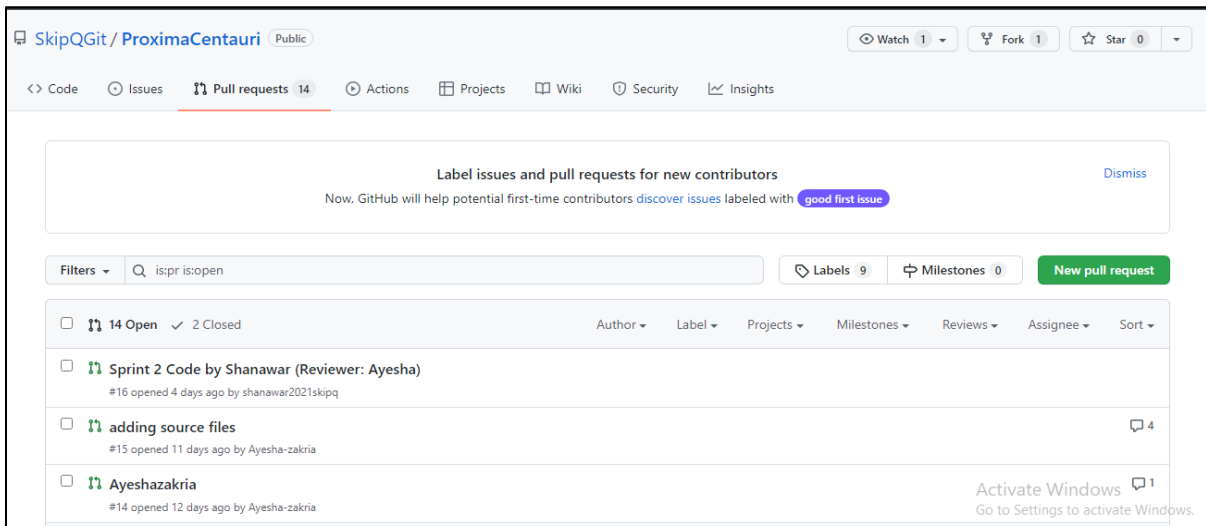 SkipQGit / ProximaCentauri Public Watch 1 Fork 1 Star 0
<> Code Issues Pull requests 14 Actions Projects Wiki Security Insights
Label issues and pull requests for new contributors Dismiss
Now, GitHub will help potential first-time contributors discover issues labeled with good first issue
Filters is:pr is:open Labels 9 Milestones 0 New pull request
14 Open 2 Closed Author Label Projects Milestones Reviews Assignee Sort
Sprint 2 Code by Shanawar (Reviewer: Ayesha)
#16 opened 4 days ago by shanawar2021skipq
adding source files 4
#15 opened 11 days ago by Ayesha-zakria
Ayeshazakria 1
#14 opened 12 days ago by Ayesha-zakria
Activate Windows
Go to Settings to activate Windows.